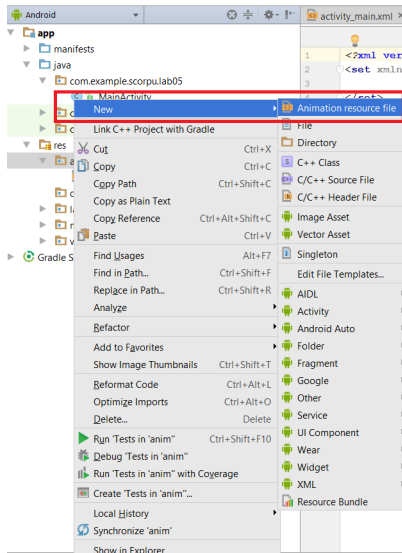 Android
activity_main.xml
app
manifests
java
com.example.scorpu.lab05
MainActivity
res
Gradle S
1 <?xml ver
2 <set xmln
3
</set>
New
Link C++ Project with Gradle
Cut Ctrl+X
Copy Ctrl+C
Copy Path Ctrl+Shift+C
Copy as Plain Text
Copy Reference Ctrl+Alt+Shift+C
Paste Ctrl+V
Find Usages Alt+F7
Find in Path... Ctrl+Shift+F
Replace in Path... Ctrl+Shift+R
Analyze
Refactor
Add to Favorites
Show Image Thumbnails Ctrl+Shift+T
Reformat Code Ctrl+Alt+L
Optimize Imports Ctrl+Alt+O
Delete... Delete
Run 'Tests in 'anim'' Ctrl+Shift+F10
Debug 'Tests in 'anim''
Run 'Tests in 'anim'' with Coverage
Create 'Tests in 'anim''...
Local History
Synchronize 'anim'
Show in Explorer
Animation resource file
File
Directory
C++ Class
C/C++ Source File
C/C++ Header File
Image Asset
Vector Asset
Singleton
Edit File Templates...
AIDL
Activity
Android Auto
Folder
Fragment
Google
Other
Service
UI Component
Wear
Widget
XML
Resource Bundle